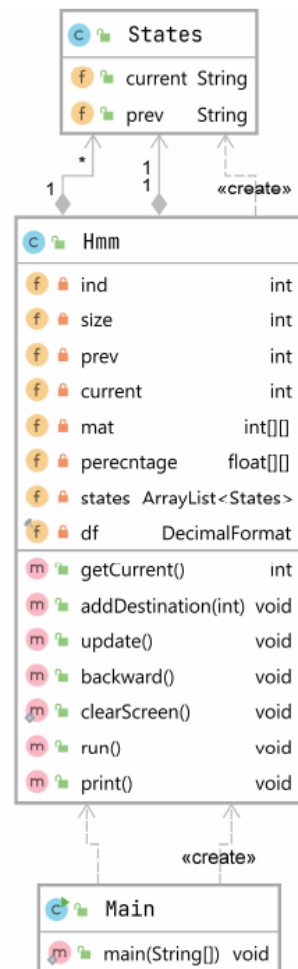 C States
f current String
f prev String
* 1
1 1 «create»
C Hmm
f ind int
f size int
f prev int
f current int
f mat int[][]
f perecntage float[][]
f states ArrayList<States>
f df DecimalFormat
m getCurrent() int
m addDestination(int) void
m update() void
m backward() void
m clearScreen() void
m run() void
m print() void
«create»
C Main
m main(String[]) void